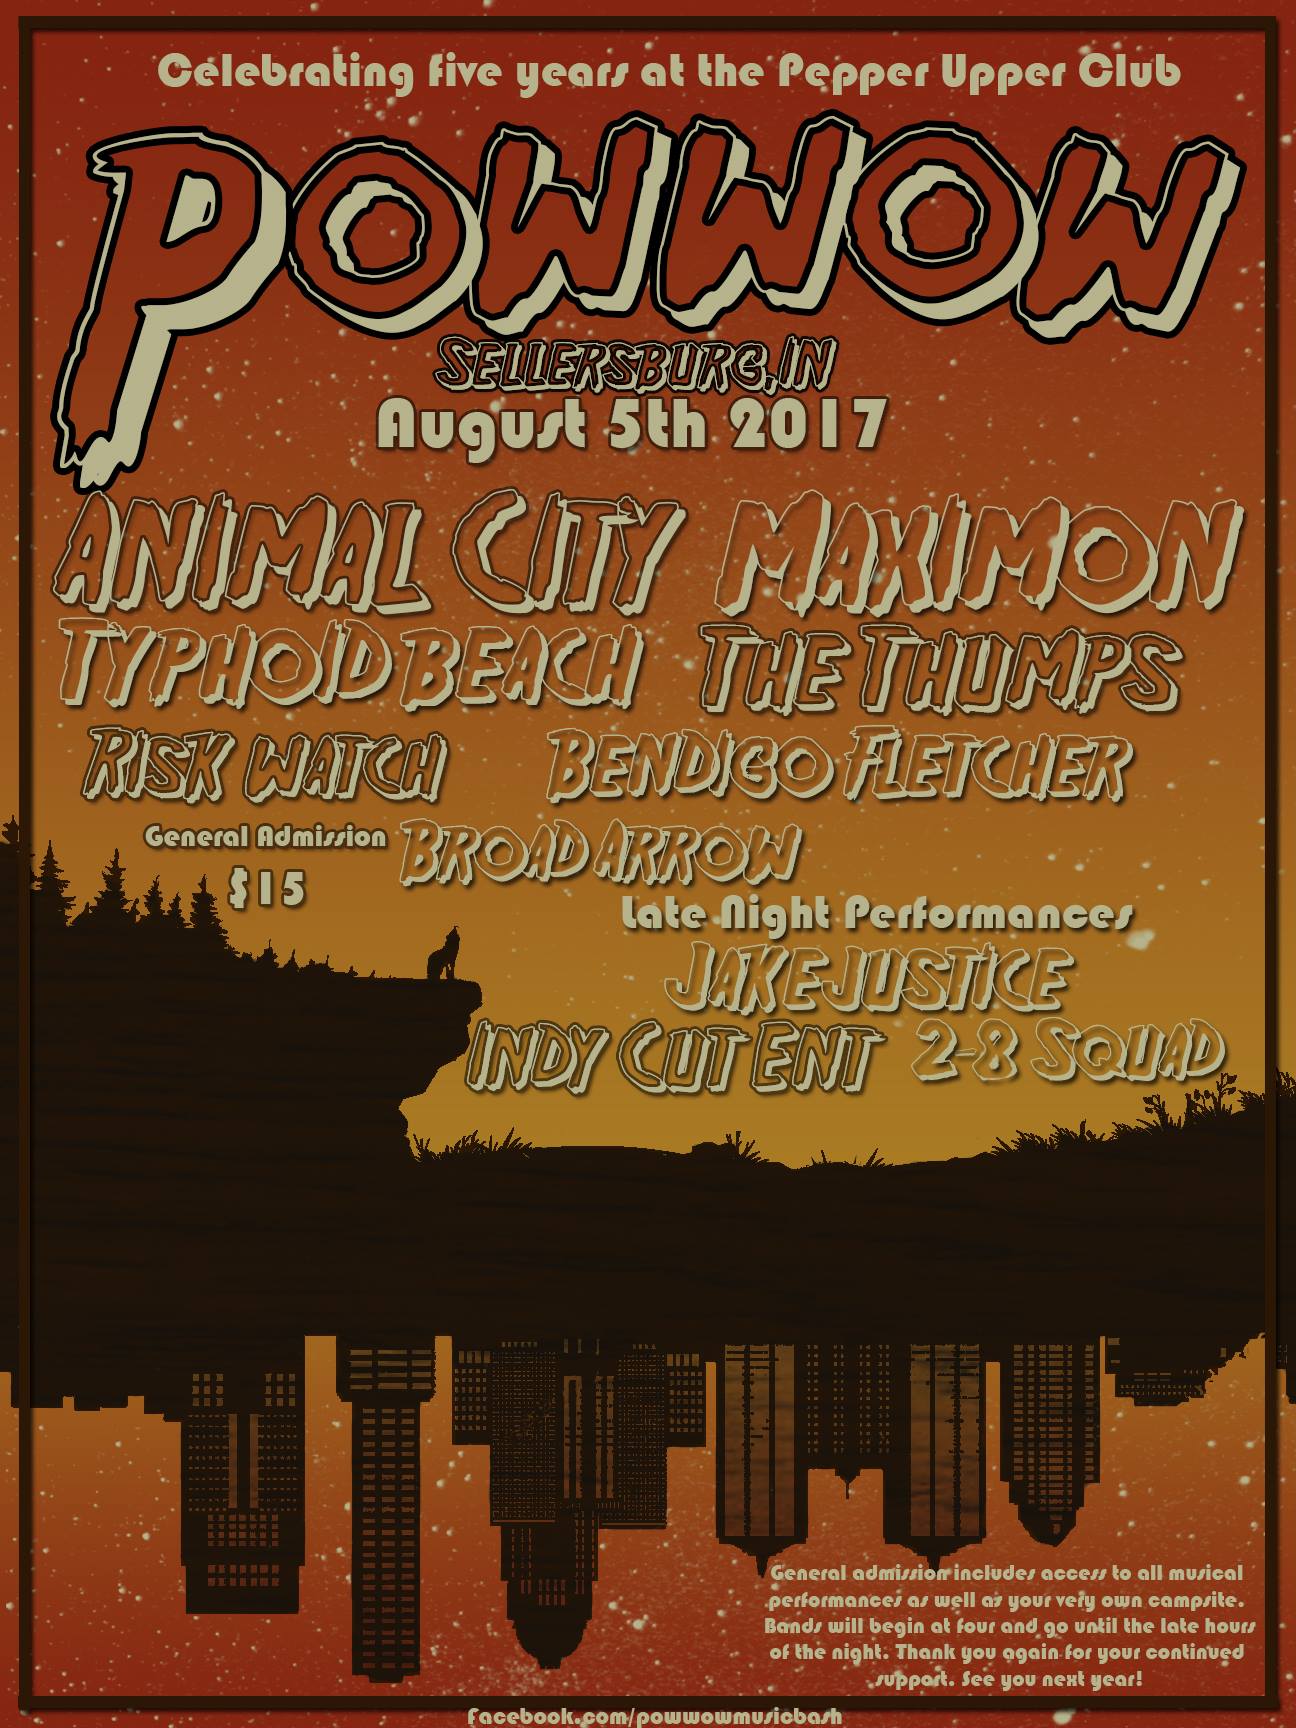 Celebrating five years at the Pepper Upper Club
POWWOW
SELLERSBURG, IN
August 5th 2017
ANIMAL CITY MAXIMON
TYPHOID BEACH THE THUMPS
RISK WATCH BENDIGO FLETCHER
General Admission BROAD ARROW
$15
Late Night Performances
JAKEJUSTICE
INDY CUT ENT 2-8 SQUAD
General admission includes access to all musical
performances as well as your very own campsite.
Bands will begin at four and go until the late hours
of the night. Thank you again for your continued
support. See you next year!
Facebook.com/powwowmusicbash